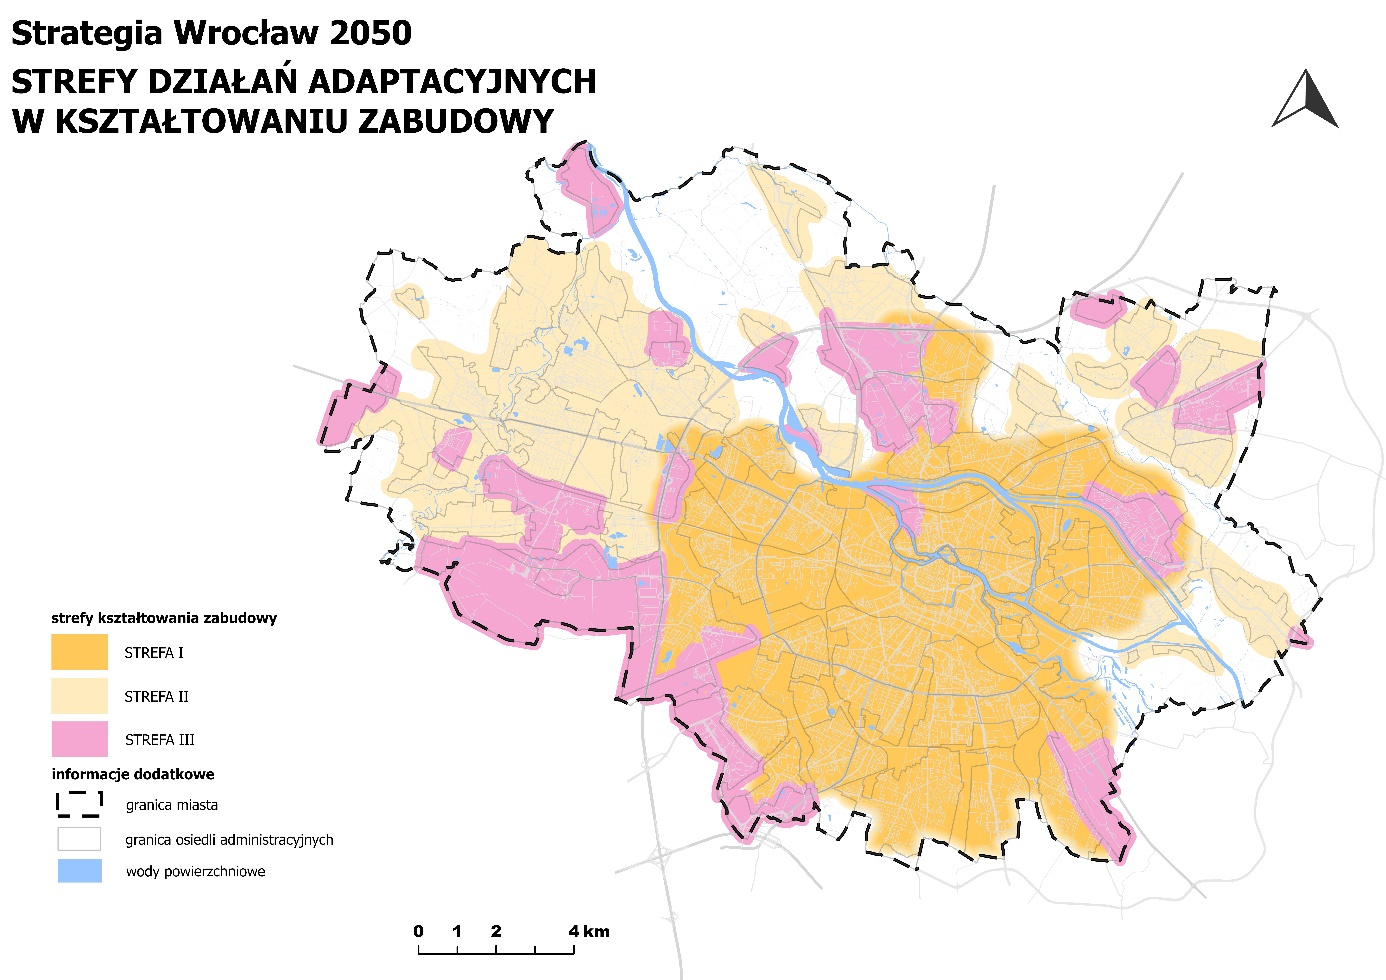 Strategia Wrocław 2050
STREFY DZIAŁAŃ ADAPTACYJNYCH
W KSZTAŁTOWANIU ZABUDOWY
strefy kształtowania zabudowy
STREFA I
STREFA II
STREFA III
informacje dodatkowe
granica miasta
granica osiedli administracyjnych
wody powierzchniowe
0 1 2 4 km